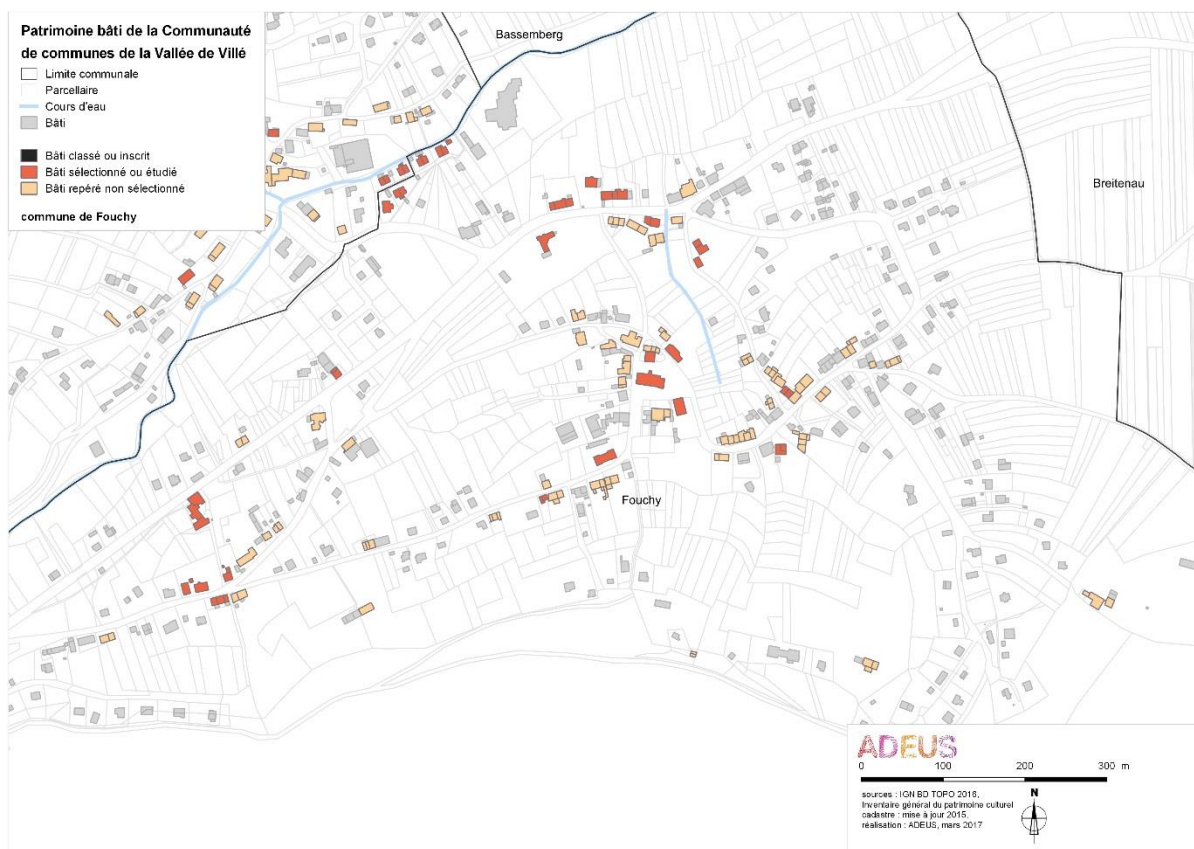 Patrimoine bâti de la Communauté
de communes de la Vallée de Villé
Limite communale
Parcellaire
Cours d'eau
Bâti
Bâti classé ou inscrit
Bâti sélectionné ou étudié
Bâti repéré non sélectionné
commune de Fouchy
Bassemberg
Breitenau
Fouchy
ADEUS
0 100 200 300 m
sources : IGN BD TOPO 2016,
Inventaire général du patrimoine culturel
cadastre : mise à jour 2015,
réalisation : ADEUS, mars 2017
N